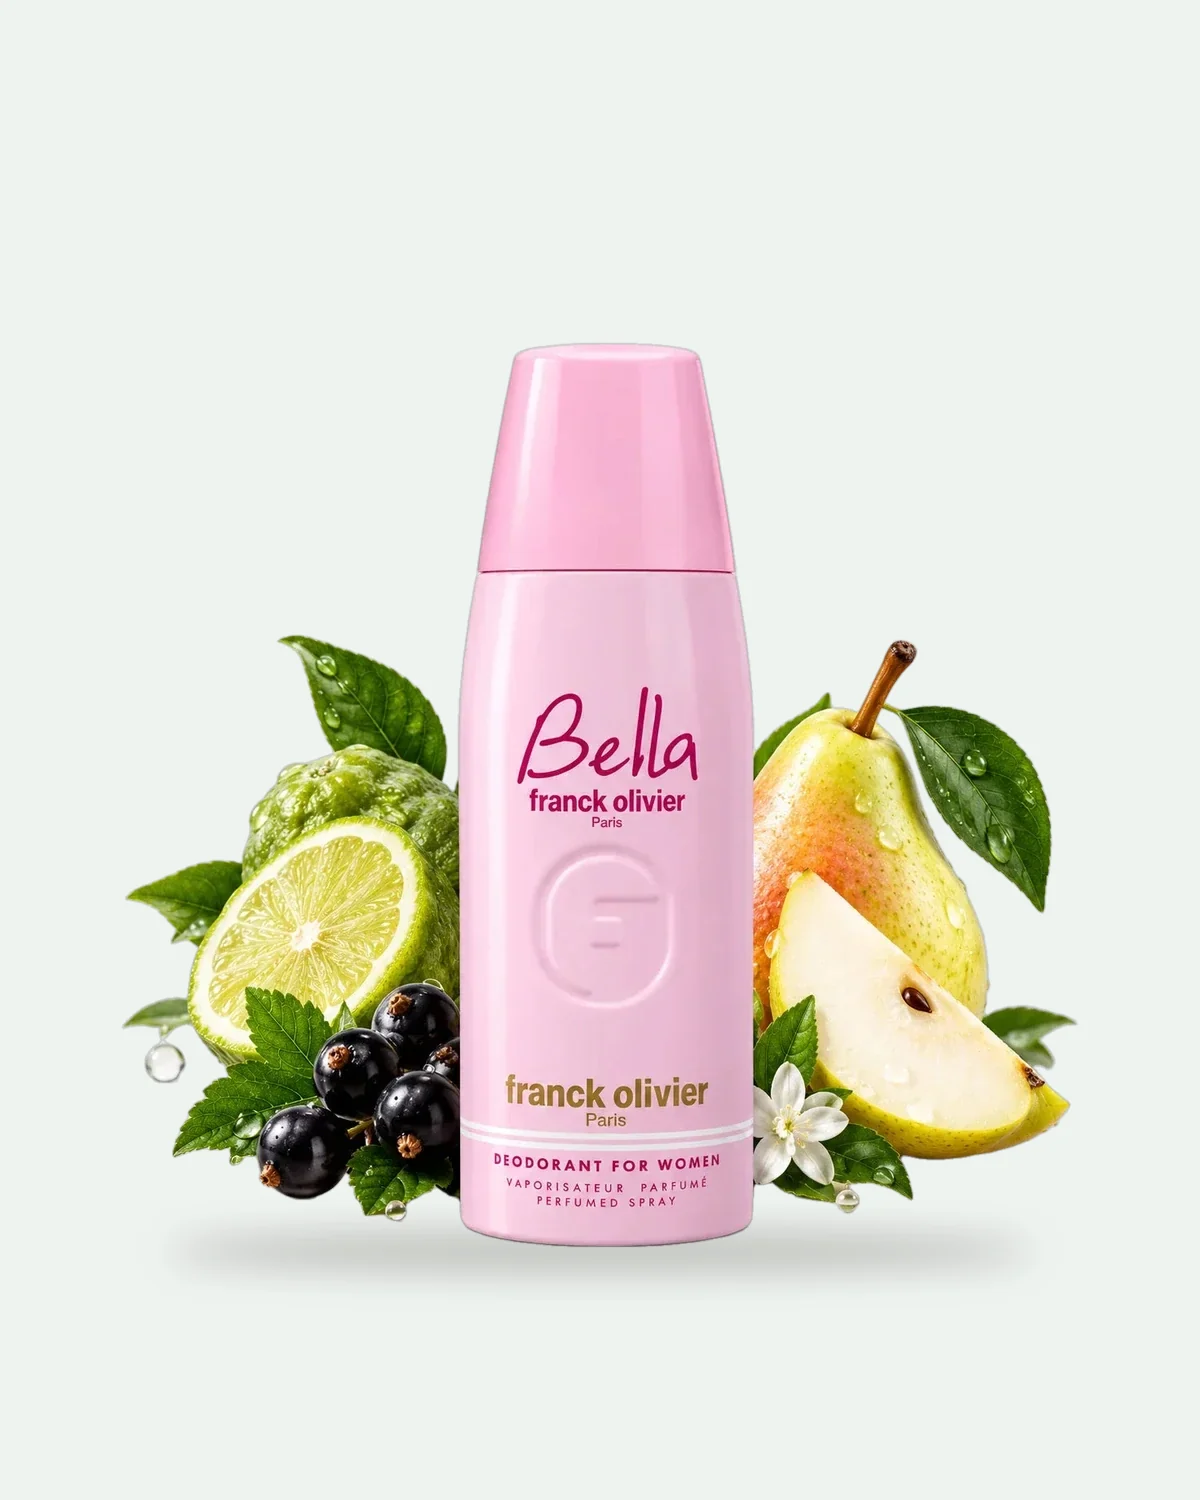 Bella
franck olivier
Paris
franck olivier
Paris
DEODORANT FOR WOMEN
VAPORISATEUR PARFUMÉ
PERFUMED SPRAY